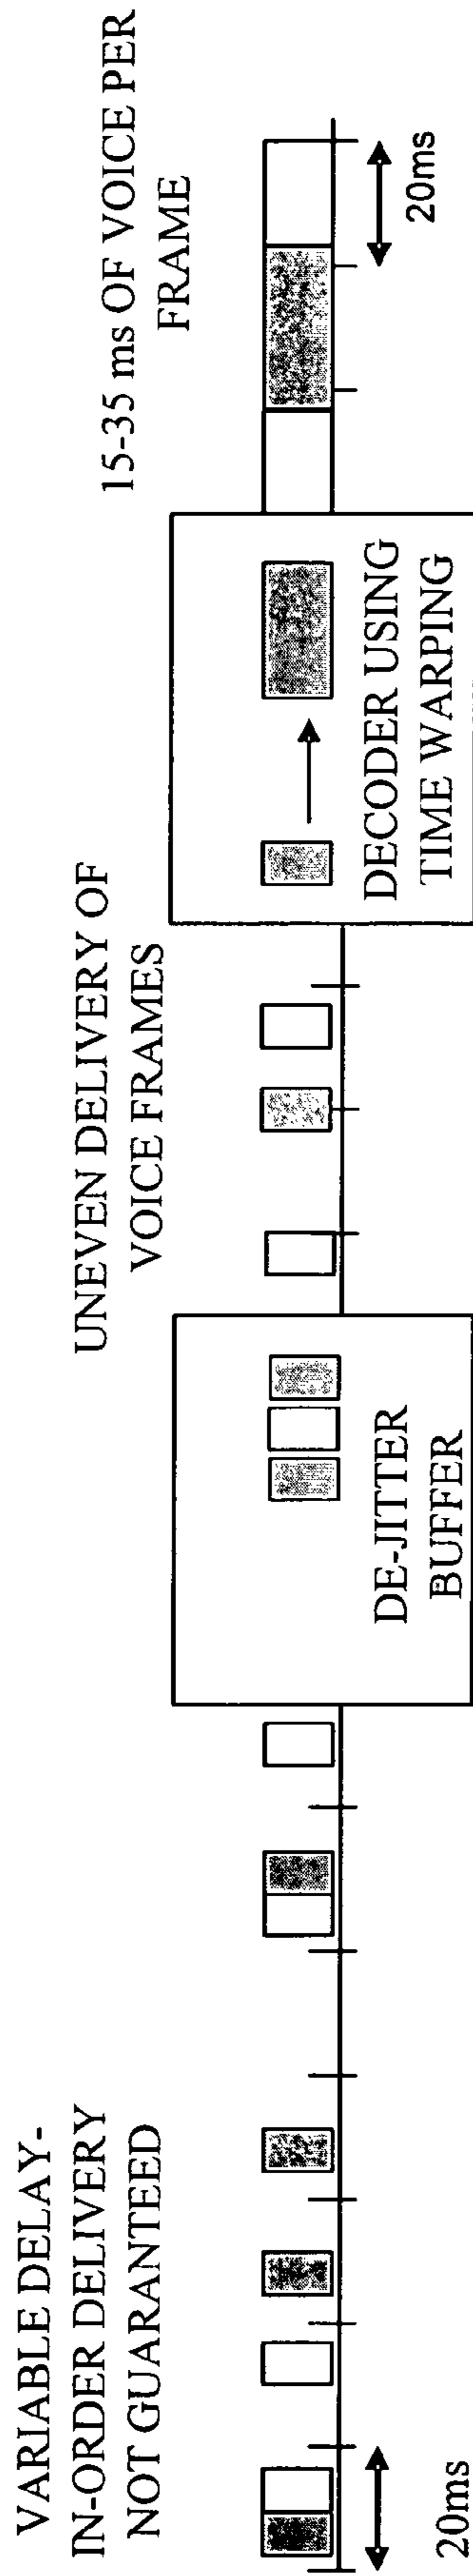 VARIABLE DELAY-
IN-ORDER DELIVERY
NOT GUARANTEED
20ms
DE-JITTER
BUFFER
UNEVEN DELIVERY OF
VOICE FRAMES
DECODER USING
TIME WARPING
15-35 ms OF VOICE PER
FRAME
20ms